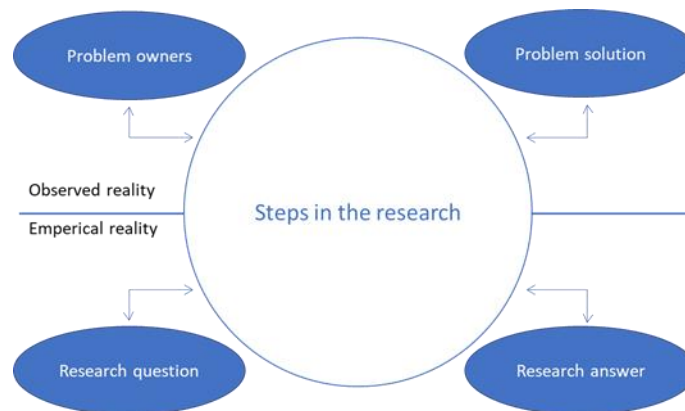 Problem owners
Problem solution
Observed reality
Steps in the research
Emperical reality
Research question
Research answer